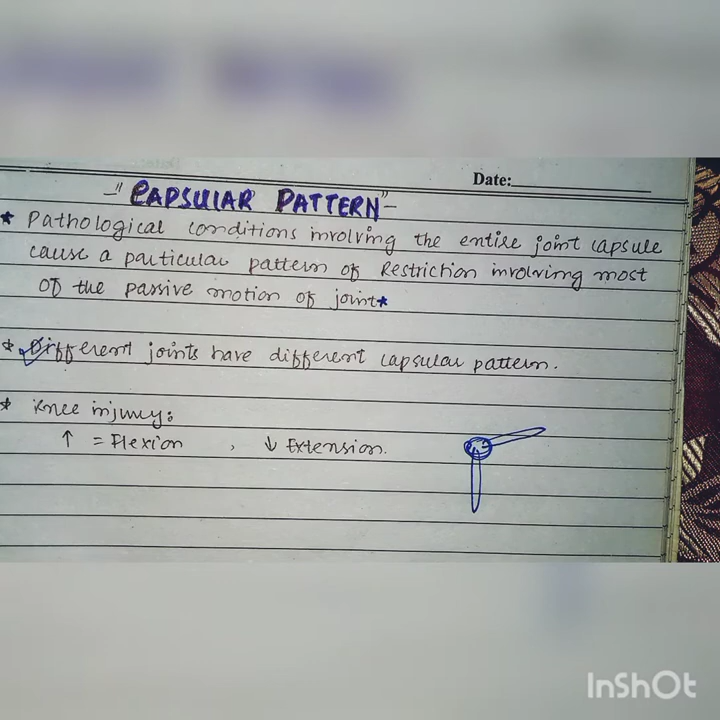 Date:
"CAPSULAR PATTERN"
* Pathological conditions involving the entire joint capsule
cause a particular pattern of Restriction involving most
of the passive motion of joint*
* Different joints have different capsular pattern.
* Knee injury:
↑ = Flexion , ↓ Extension.
InShOt